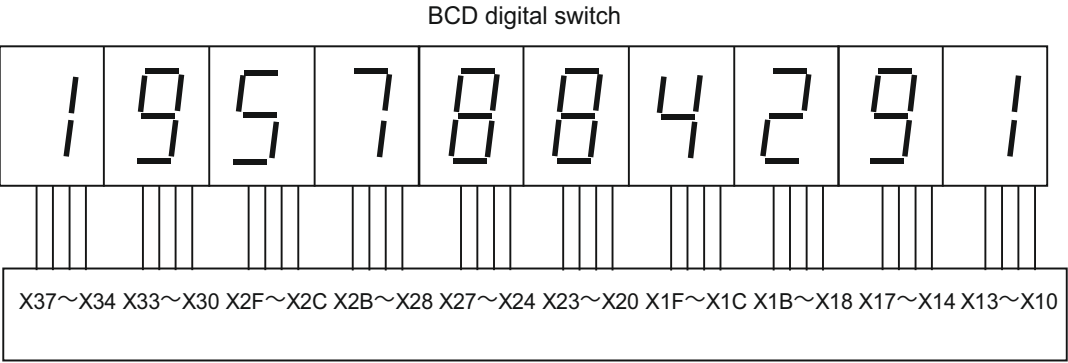 BCD digital switch
1 9 5 7 8 8 4 2 9 1
X37～X34 X33～X30 X2F～X2C X2B～X28 X27～X24 X23～X20 X1F～X1C X1B～X18 X17～X14 X13～X10